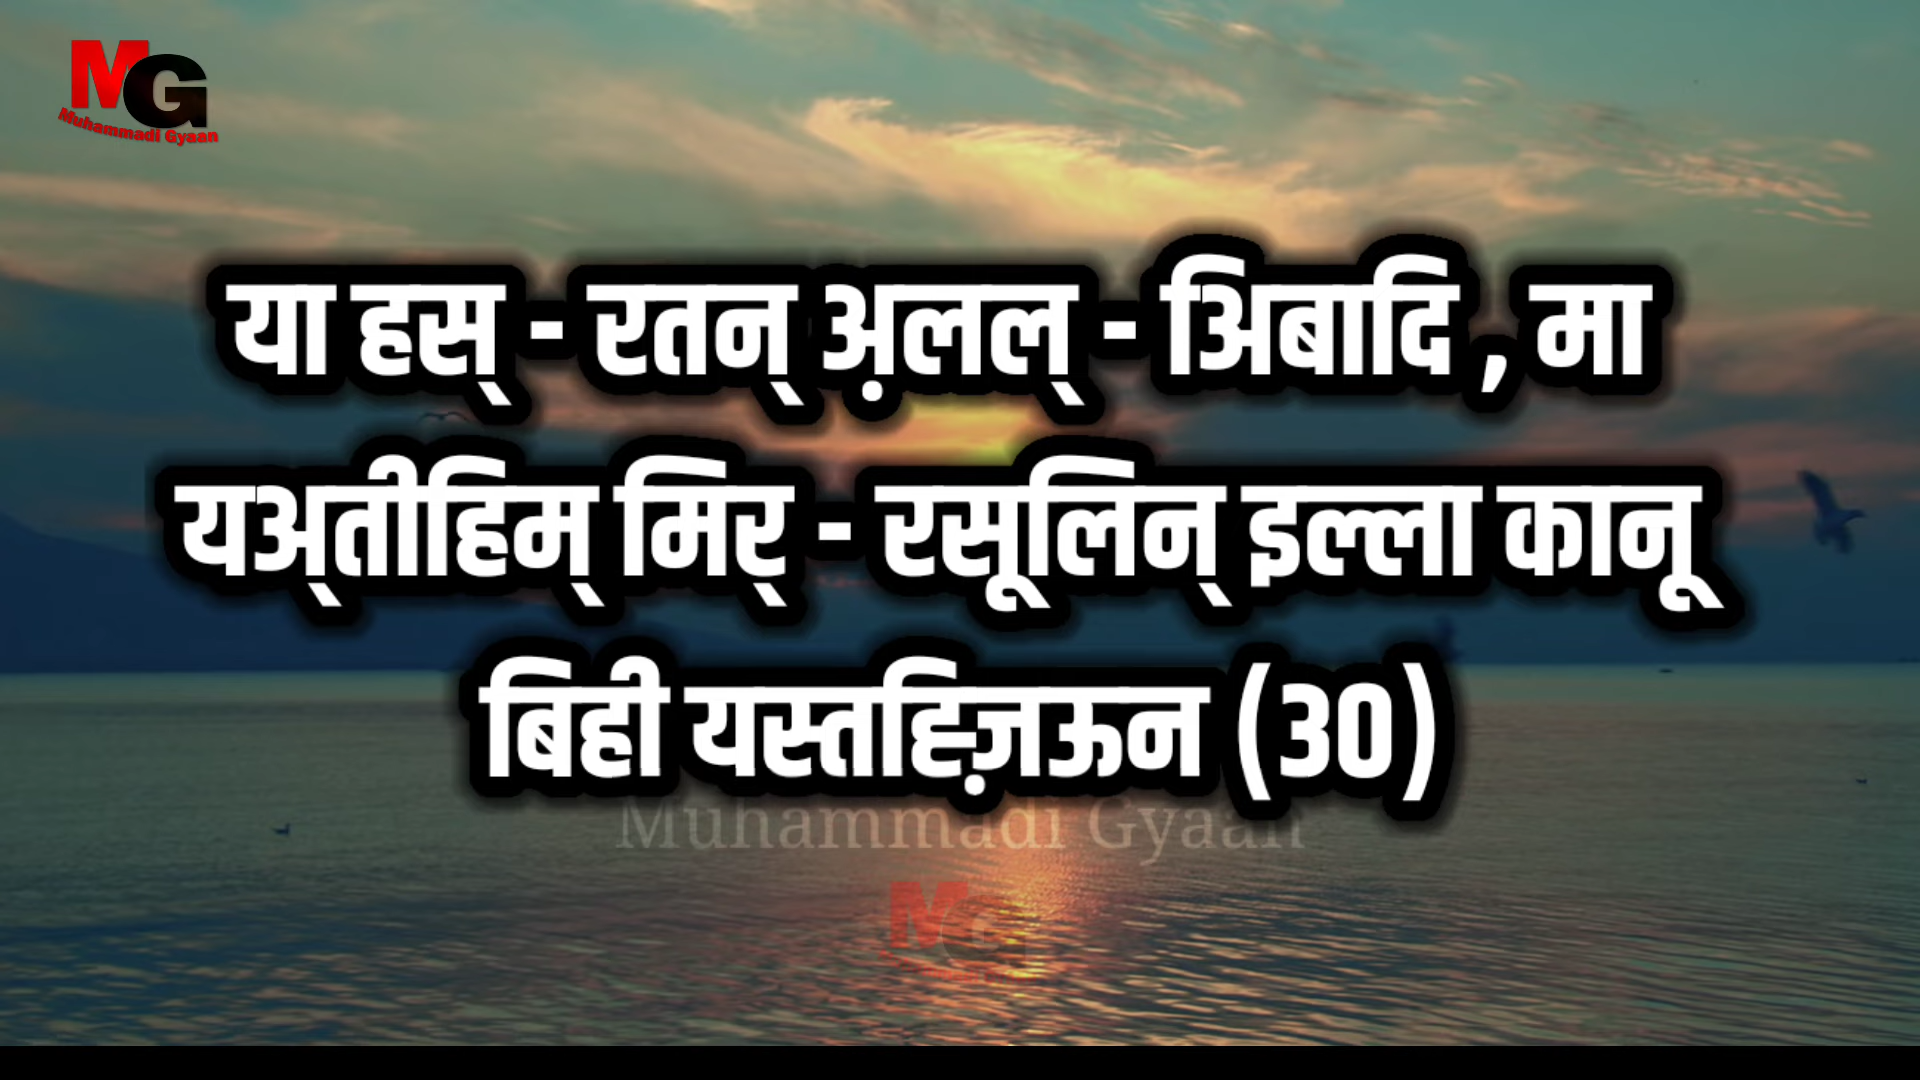 MG
Muhammadi Gyaan
या हस् - रतन् अ़लल् - अिबादि , मा
यअ्तीहिम् मिर् - रसूलिन् इल्ला कानू
बिही यस्तह्ज़िऊन (30)
Muhammadi Gyaan
MG